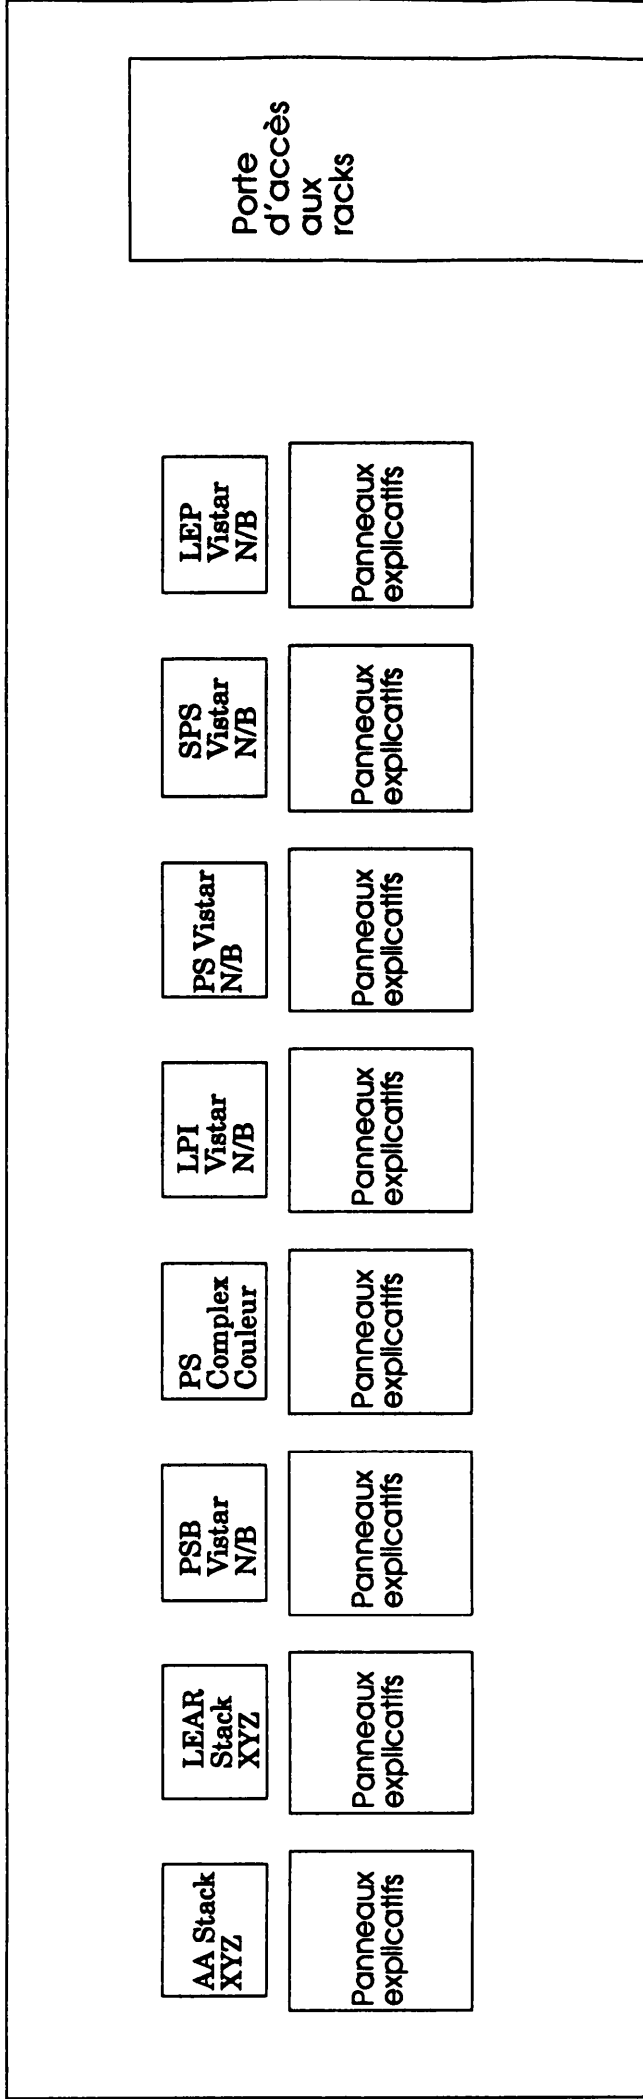 AA Stack
XYZ
LEAR
Stack
XYZ
PSB
Vistar
N/B
PS
Complex
Couleur
LPI
Vistar
N/B
PS Vistar
N/B
SPS
Vistar
N/B
LEP
Vistar
N/B
Panneaux
explicatifs
Panneaux
explicatifs
Panneaux
explicatifs
Panneaux
explicatifs
Panneaux
explicatifs
Panneaux
explicatifs
Panneaux
explicatifs
Panneaux
explicatifs
Porte
d'accès
aux
racks